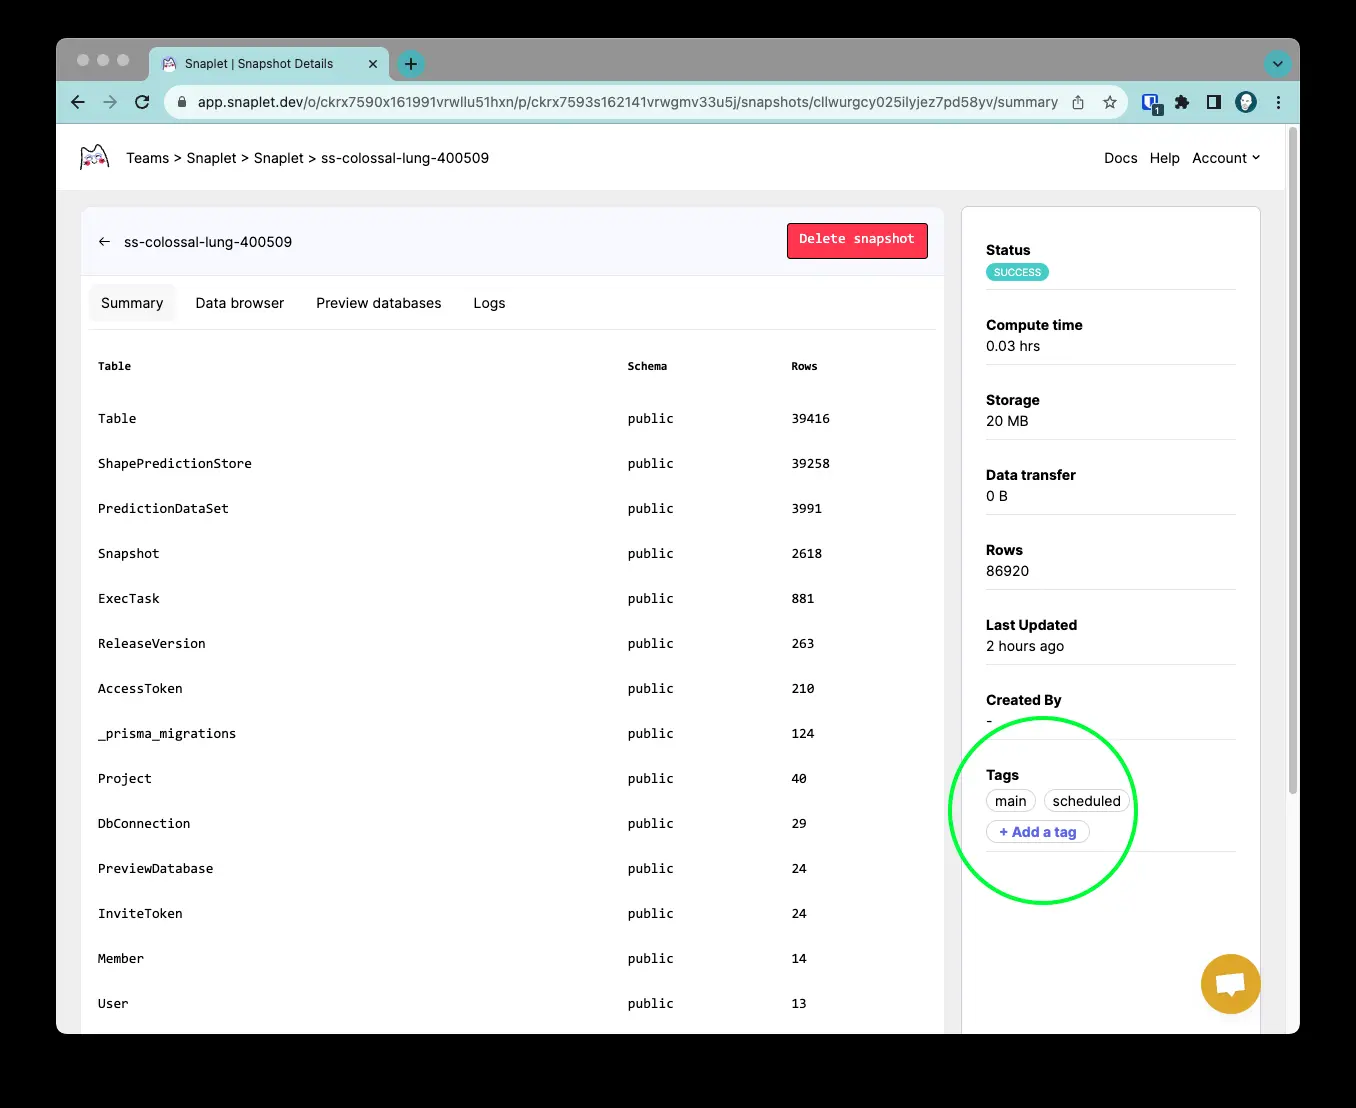 Snaplet | Snapshot Details
app.snaplet.dev/o/ckrx7590x161991vrwllu51hxn/p/ckrx7593s162141vrwgmv33u5j/snapshots/cllwurgcy025ilyjez7pd58yv/summary
1
Teams > Snaplet > Snaplet > ss-colossal-lung-400509
Docs Help Account
ss-colossal-lung-400509
Delete snapshot
Summary Data browser Preview databases Logs
Table Schema Rows
Table public 39416
ShapePredictionStore public 39258
PredictionDataSet public 3991
Snapshot public 2618
ExecTask public 881
ReleaseVersion public 263
AccessToken public 210
_prisma_migrations public 124
Project public 40
DbConnection public 29
PreviewDatabase public 24
InviteToken public 24
Member public 14
User public 13
Status
SUCCESS
Compute time
0.03 hrs
Storage
20 MB
Data transfer
0 B
Rows
86920
Last Updated
2 hours ago
Created By
-
Tags
main scheduled
+ Add a tag